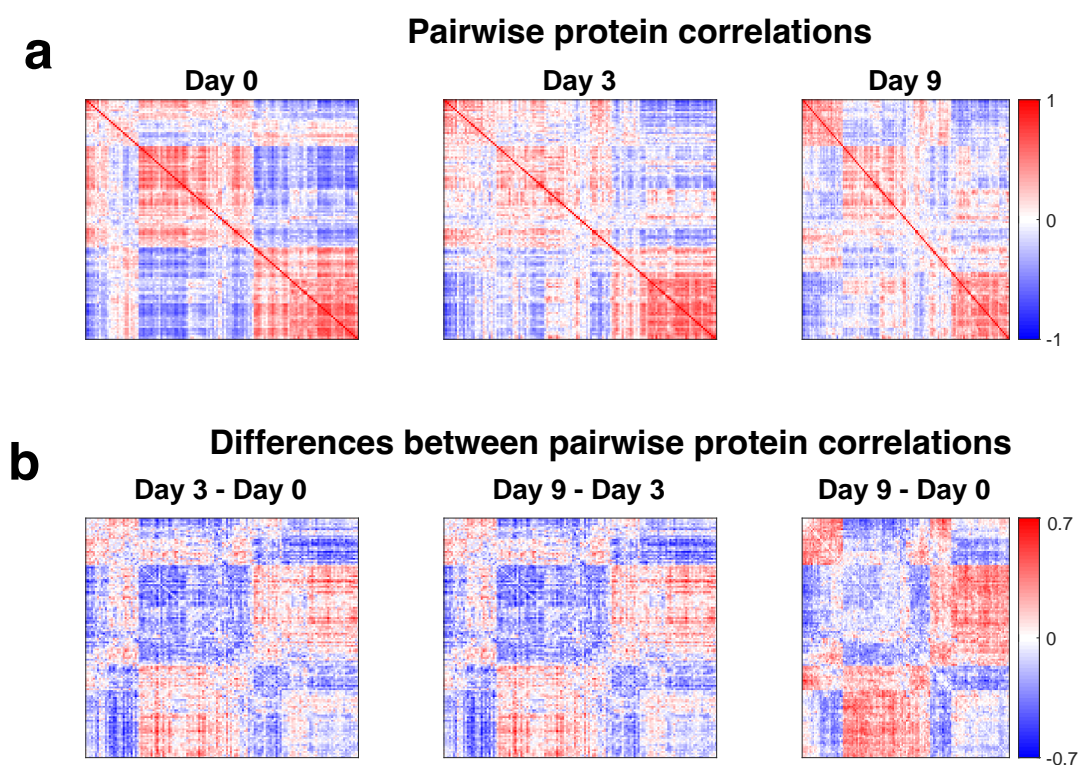 a
Pairwise protein correlations
Day 0
Day 3
Day 9
1
0
-1
b
Differences between pairwise protein correlations
Day 3 - Day 0
Day 9 - Day 3
Day 9 - Day 0
0.7
0
-0.7